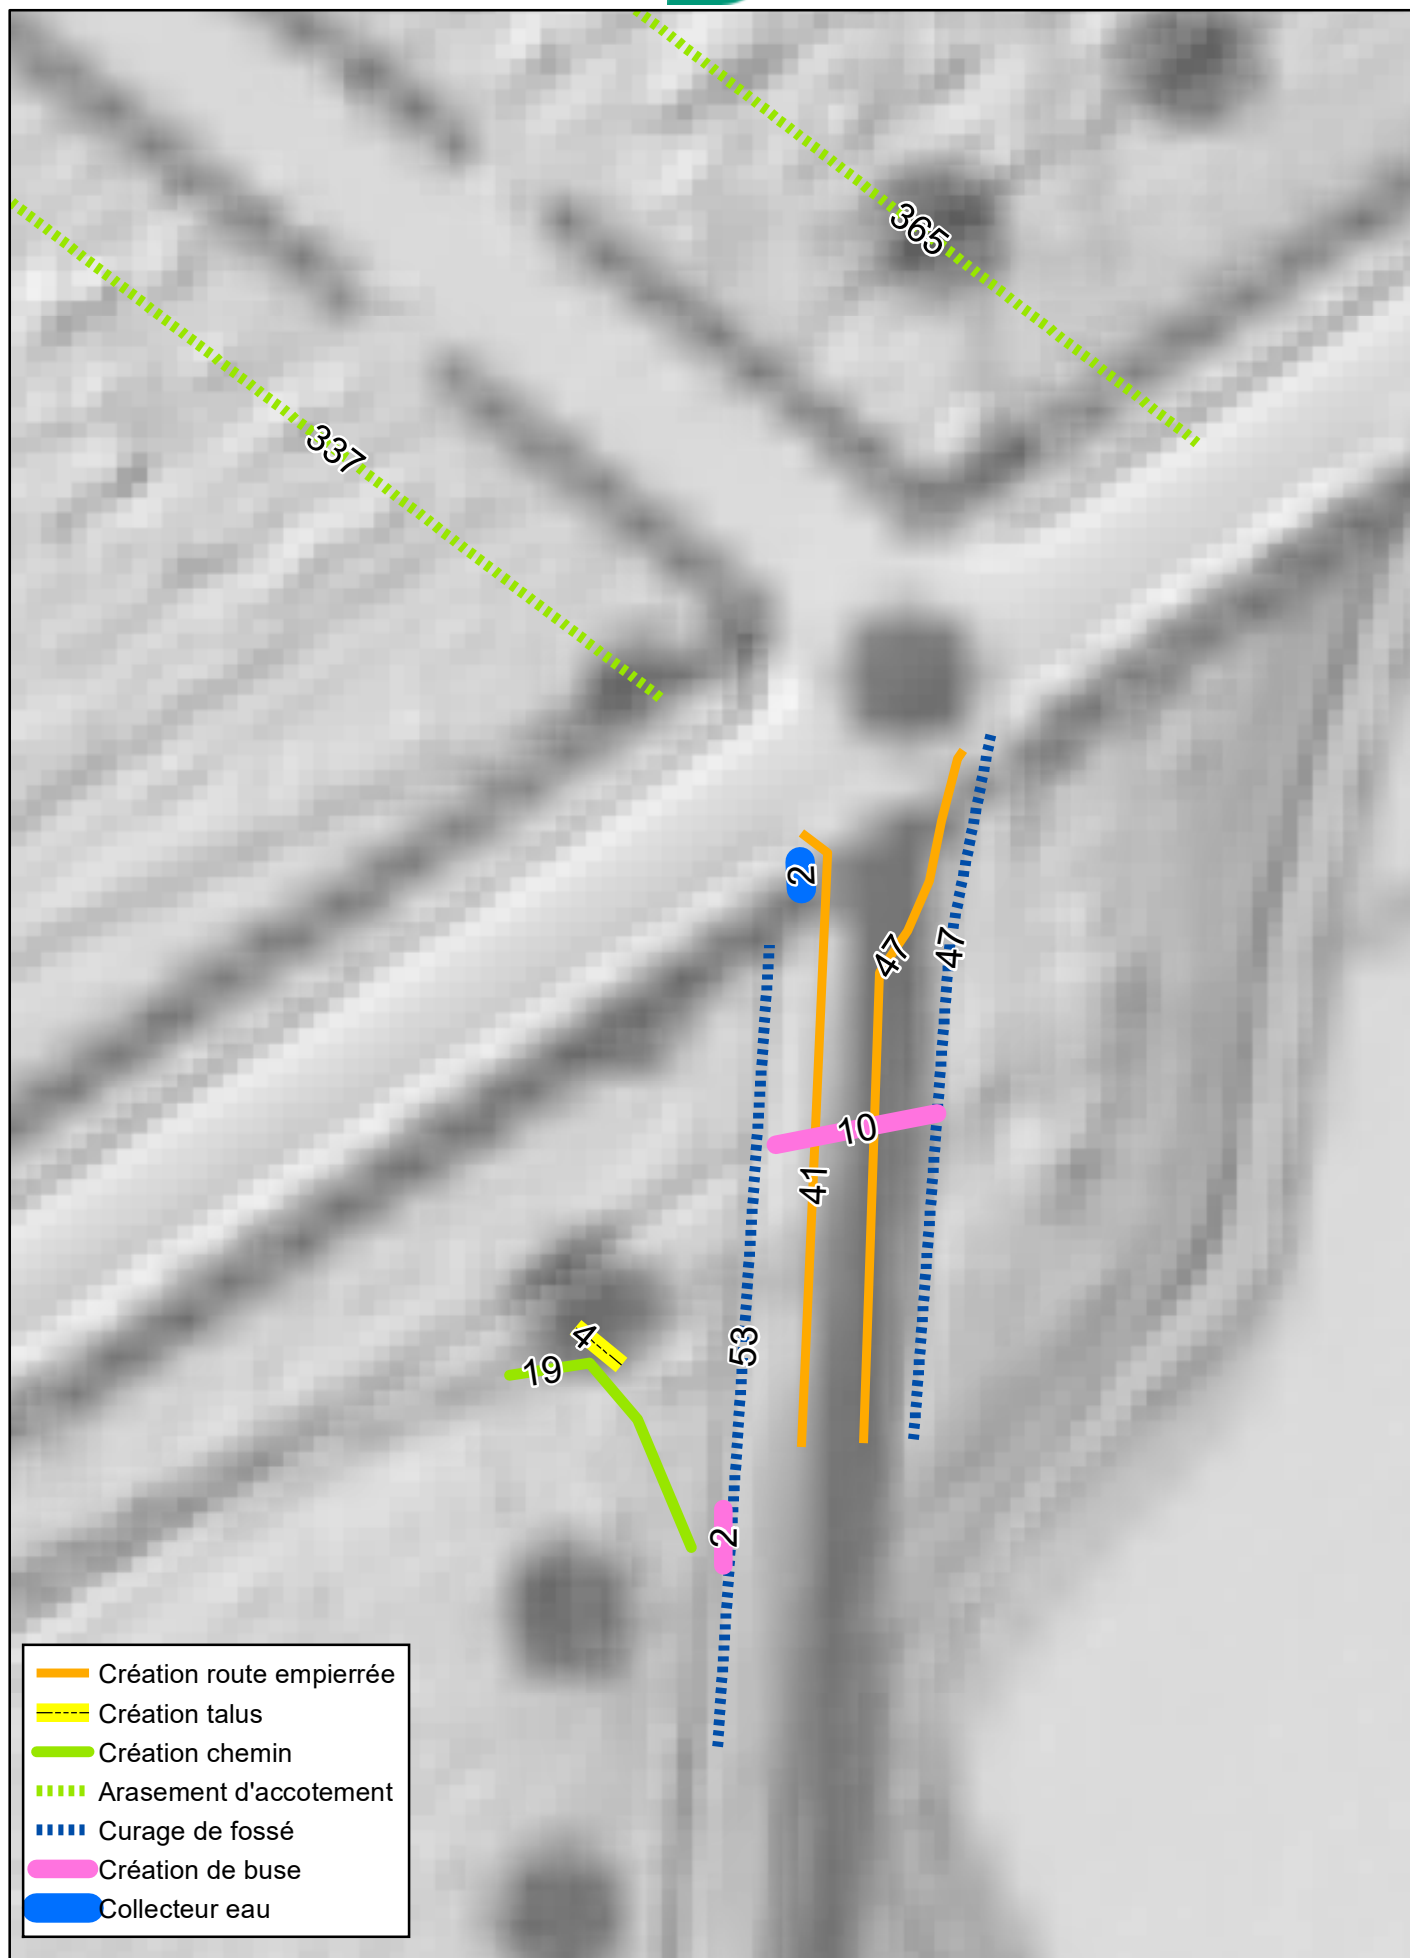 365
337
2
47
47
10
41
53
4
19
2
Création route empierrée
Création talus
Création chemin
Arasement d'accotement
Curage de fossé
Création de buse
Collecteur eau